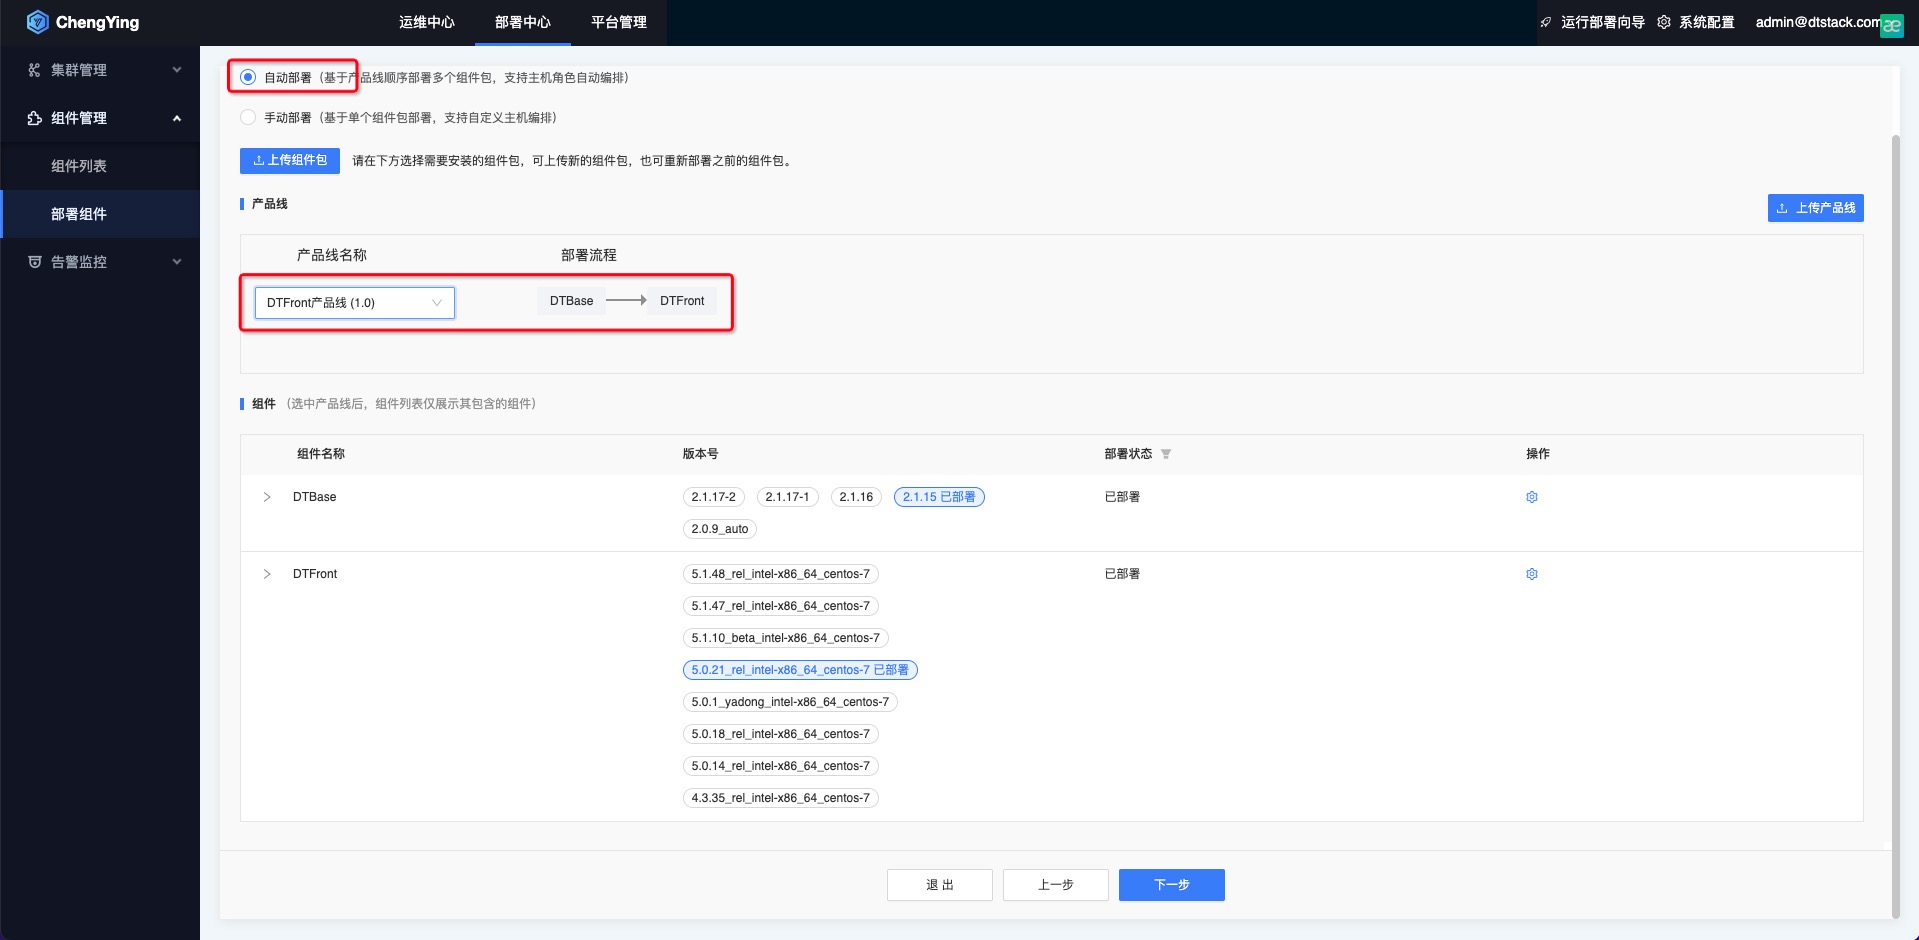 ChengYing
运维中心
部署中心
平台管理
运行部署向导
系统配置
admin@dtstack.com
集群管理
组件管理
组件列表
部署组件
告警监控
自动部署（基于产品线顺序部署多个组件包，支持主机角色自动编排）
手动部署（基于单个组件包部署，支持自定义主机编排）
上传组件包
请在下方选择需要安装的组件包，可上传新的组件包，也可重新部署之前的组件包。
产品线
上传产品线
产品线名称
部署流程
DTFront产品线 (1.0)
DTBase
DTFront
组件 （选中产品线后，组件列表仅展示其包含的组件）
组件名称
版本号
部署状态
操作
DTBase
2.1.17-2
2.1.17-1
2.1.16
2.1.15 已部署
已部署
2.0.9_auto
DTFront
5.1.48_rel_intel-x86_64_centos-7
已部署
5.1.47_rel_intel-x86_64_centos-7
5.1.10_beta_intel-x86_64_centos-7
5.0.21_rel_intel-x86_64_centos-7 已部署
5.0.1_yadong_intel-x86_64_centos-7
5.0.18_rel_intel-x86_64_centos-7
5.0.14_rel_intel-x86_64_centos-7
4.3.35_rel_intel-x86_64_centos-7
退 出
上一步
下一步